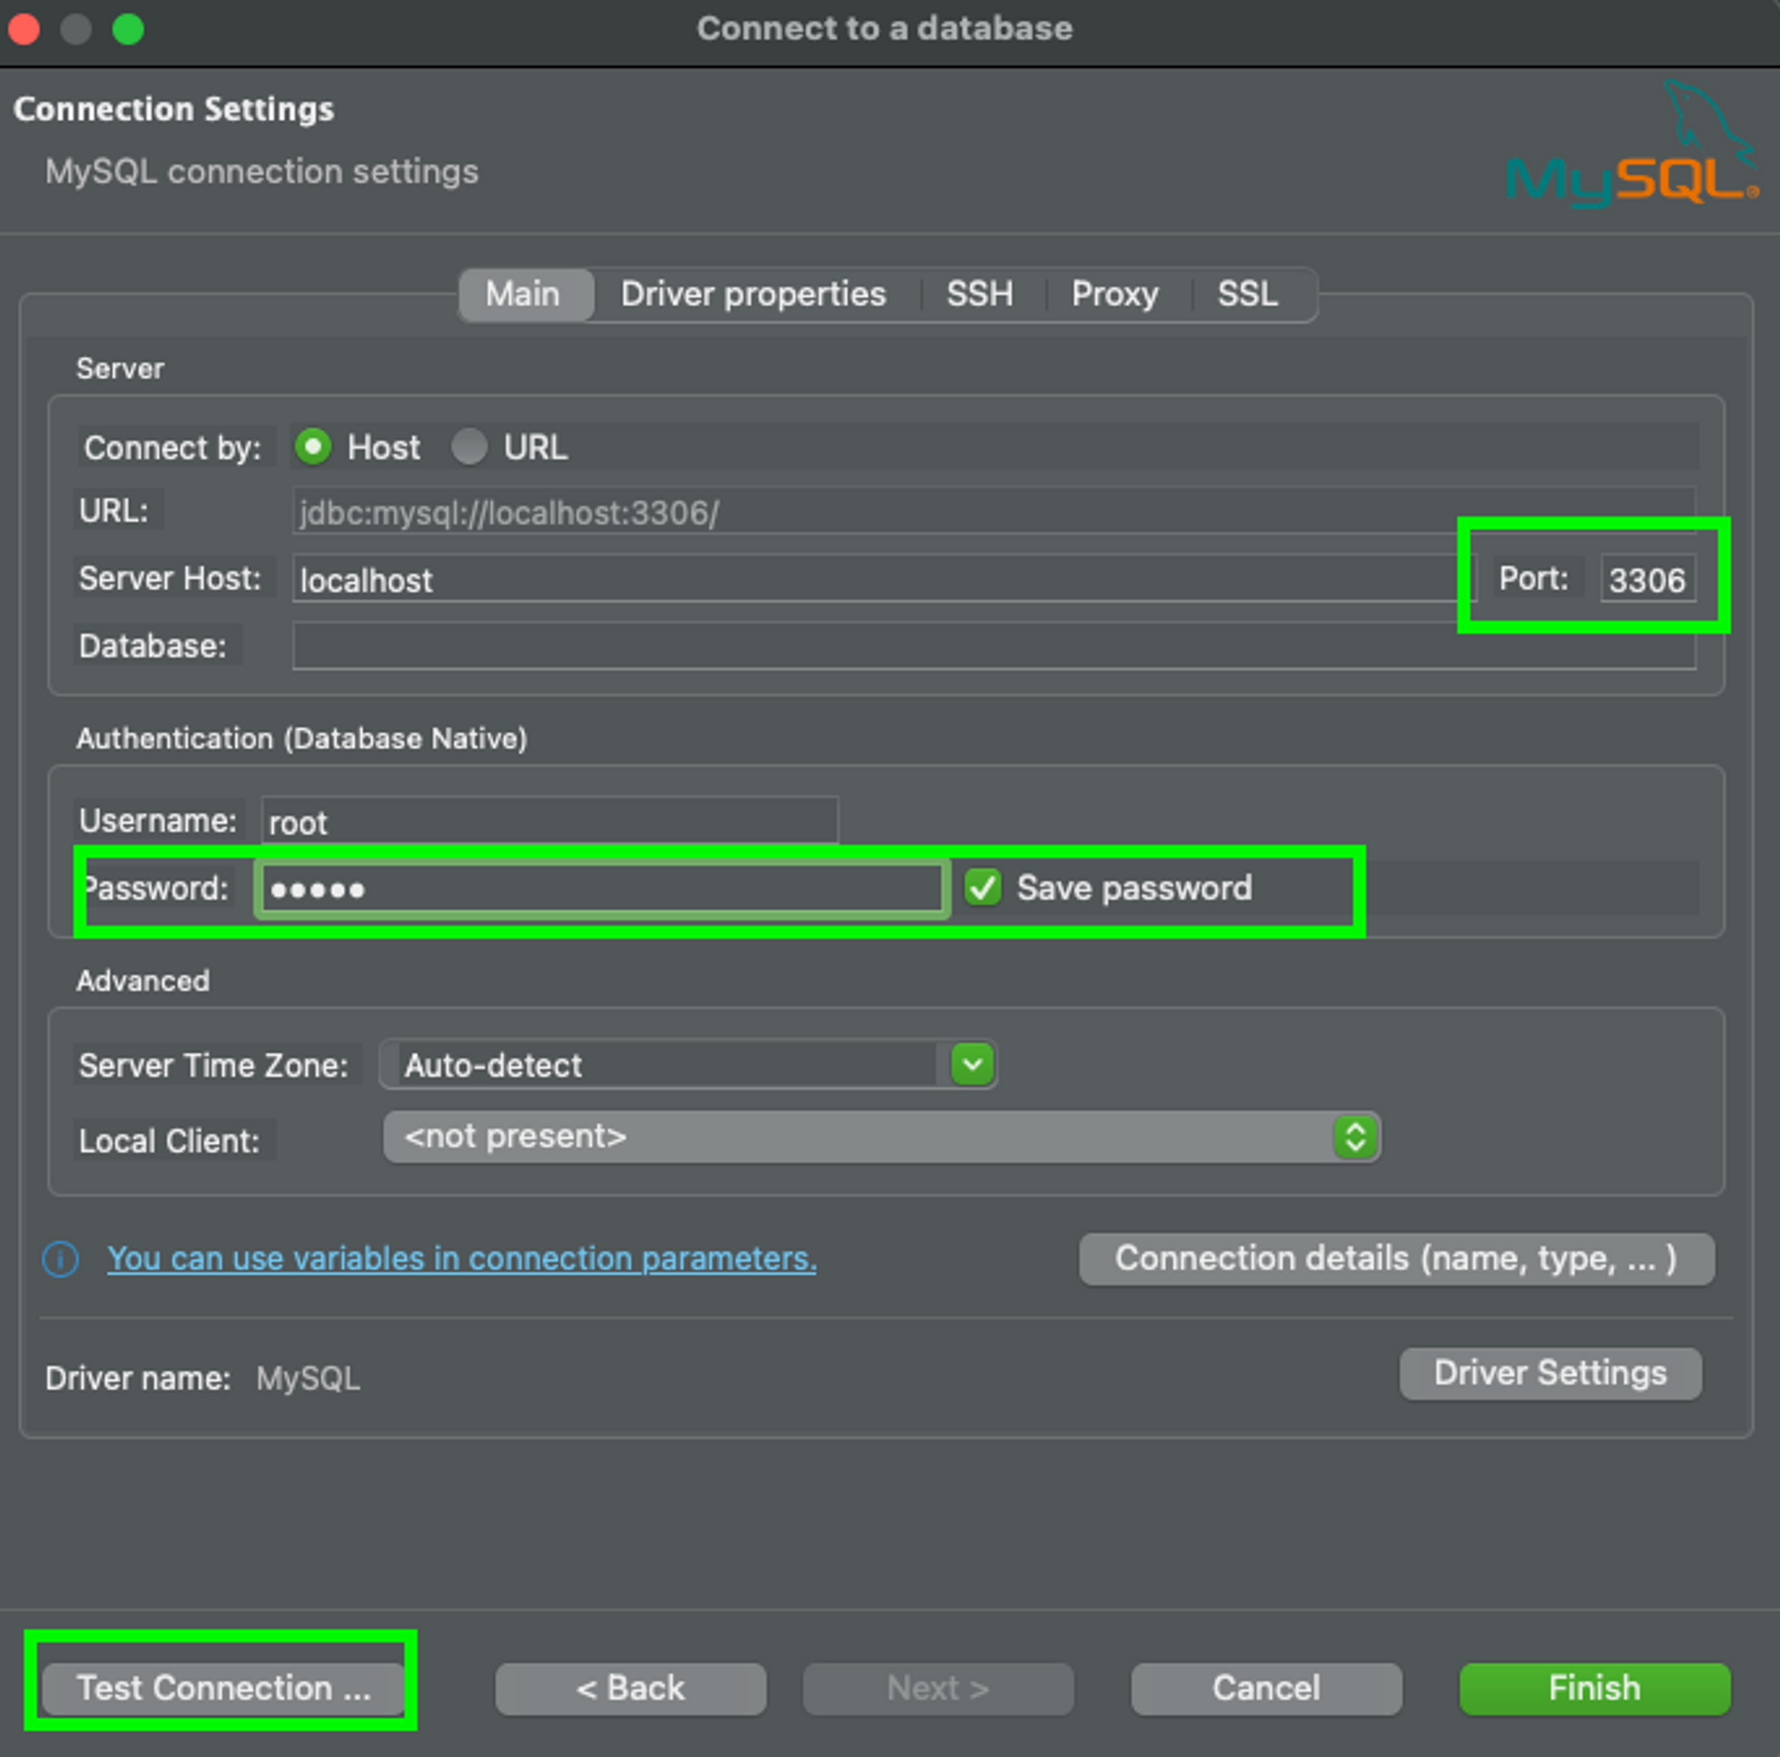 Connect to a database
Connection Settings
MySQL connection settings
MySQL®
Main Driver properties SSH Proxy SSL
Server
Connect by: Host URL
URL: jdbc:mysql://localhost:3306/
Server Host: localhost Port: 3306
Database:
Authentication (Database Native)
Username: root
Password: ••••• Save password
Advanced
Server Time Zone: Auto-detect
Local Client: <not present>
You can use variables in connection parameters. Connection details (name, type, ... )
Driver name: MySQL Driver Settings
Test Connection ... < Back Next > Cancel Finish